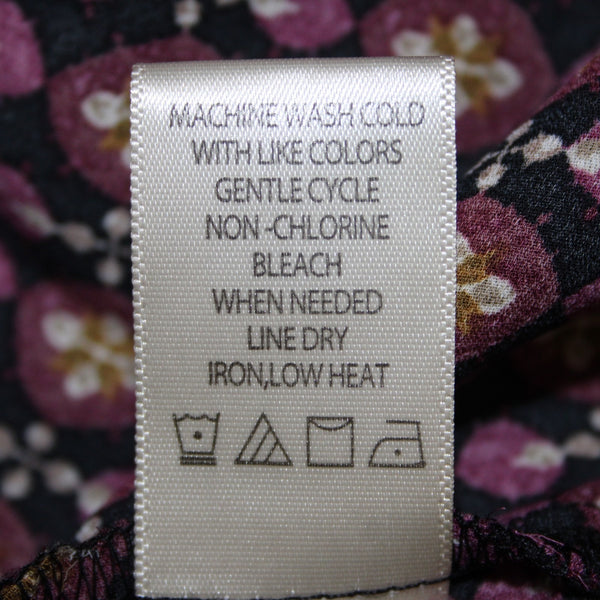 MACHINE WASH COLD
WITH LIKE COLORS
GENTLE CYCLE
NON -CHLORINE
BLEACH
WHEN NEEDED
LINE DRY
IRON,LOW HEAT